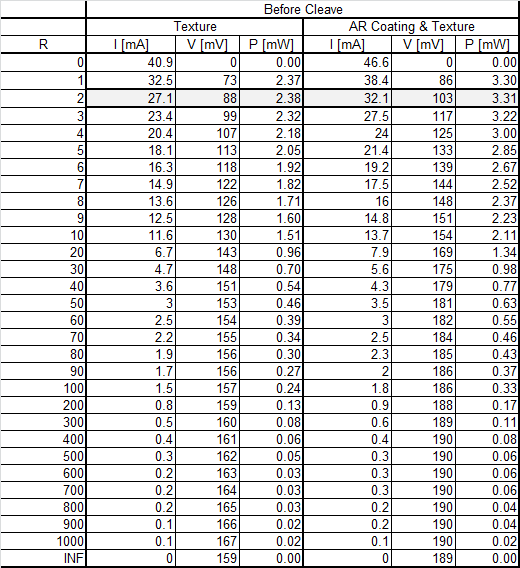 Before Cleave
Texture AR Coating & Texture
R I [mA] V [mV] P [mW] I [mA] V [mV] P [mW]
0 40.9 0 0.00 46.6 0 0.00
1 32.5 73 2.37 38.4 86 3.30
2 27.1 88 2.38 32.1 103 3.31
3 23.4 99 2.32 27.5 117 3.22
4 20.4 107 2.18 24 125 3.00
5 18.1 113 2.05 21.4 133 2.85
6 16.3 118 1.92 19.2 139 2.67
7 14.9 122 1.82 17.5 144 2.52
8 13.6 126 1.71 16 148 2.37
9 12.5 128 1.60 14.8 151 2.23
10 11.6 130 1.51 13.7 154 2.11
20 6.7 143 0.96 7.9 169 1.34
30 4.7 148 0.70 5.6 175 0.98
40 3.6 151 0.54 4.3 179 0.77
50 3 153 0.46 3.5 181 0.63
60 2.5 154 0.39 3 182 0.55
70 2.2 155 0.34 2.5 184 0.46
80 1.9 156 0.30 2.3 185 0.43
90 1.7 156 0.27 2 186 0.37
100 1.5 157 0.24 1.8 186 0.33
200 0.8 159 0.13 0.9 188 0.17
300 0.5 160 0.08 0.6 189 0.11
400 0.4 161 0.06 0.4 190 0.08
500 0.3 162 0.05 0.3 190 0.06
600 0.2 163 0.03 0.3 190 0.06
700 0.2 164 0.03 0.3 190 0.06
800 0.2 165 0.03 0.2 190 0.04
900 0.1 166 0.02 0.2 190 0.04
1000 0.1 167 0.02 0.1 190 0.02
INF 0 159 0.00 0 189 0.00